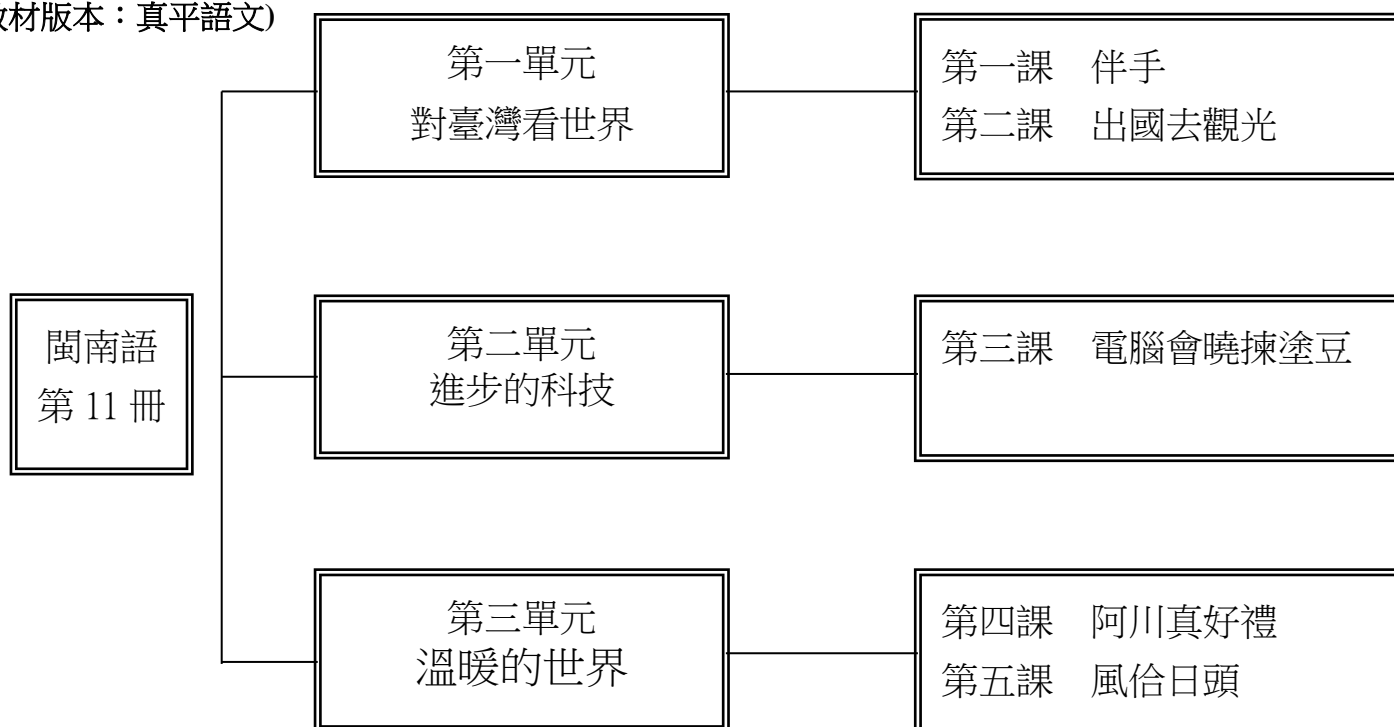 教材版本：真平語文)
閩南語
第 11 冊
第一單元
對臺灣看世界
第一課　伴手
第二課　出國去觀光
第二單元
進步的科技
第三課　電腦會曉揀塗豆
第三單元
溫暖的世界
第四課　阿川真好禮
第五課　風佮日頭